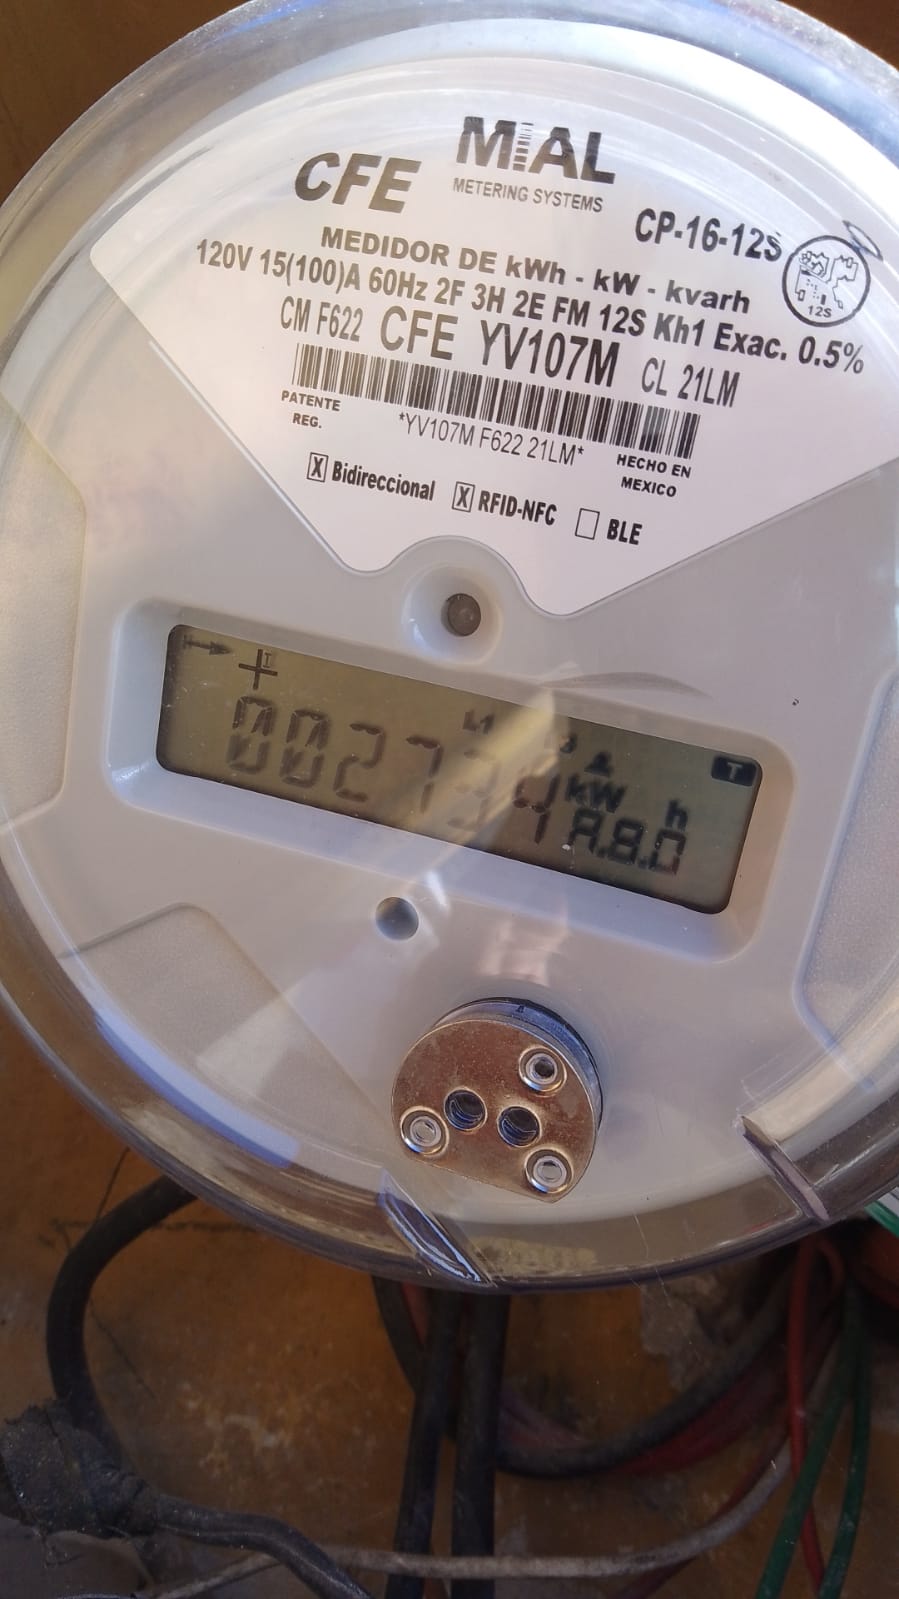 MIAL
METERING SYSTEMS
CFE
CP-16-12S
12S
MEDIDOR DE kWh - kW - kvarh
120V 15(100)A 60Hz 2F 3H 2E FM 12S Kh1 Exac. 0.5%
CM F622 CFE YV107M CL 21LM
PATENTE
REG.
*YV107M F622 21LM*
HECHO EN
MEXICO
X Bidireccional X RFID-NFC BLE
T
kW h
1.8.0